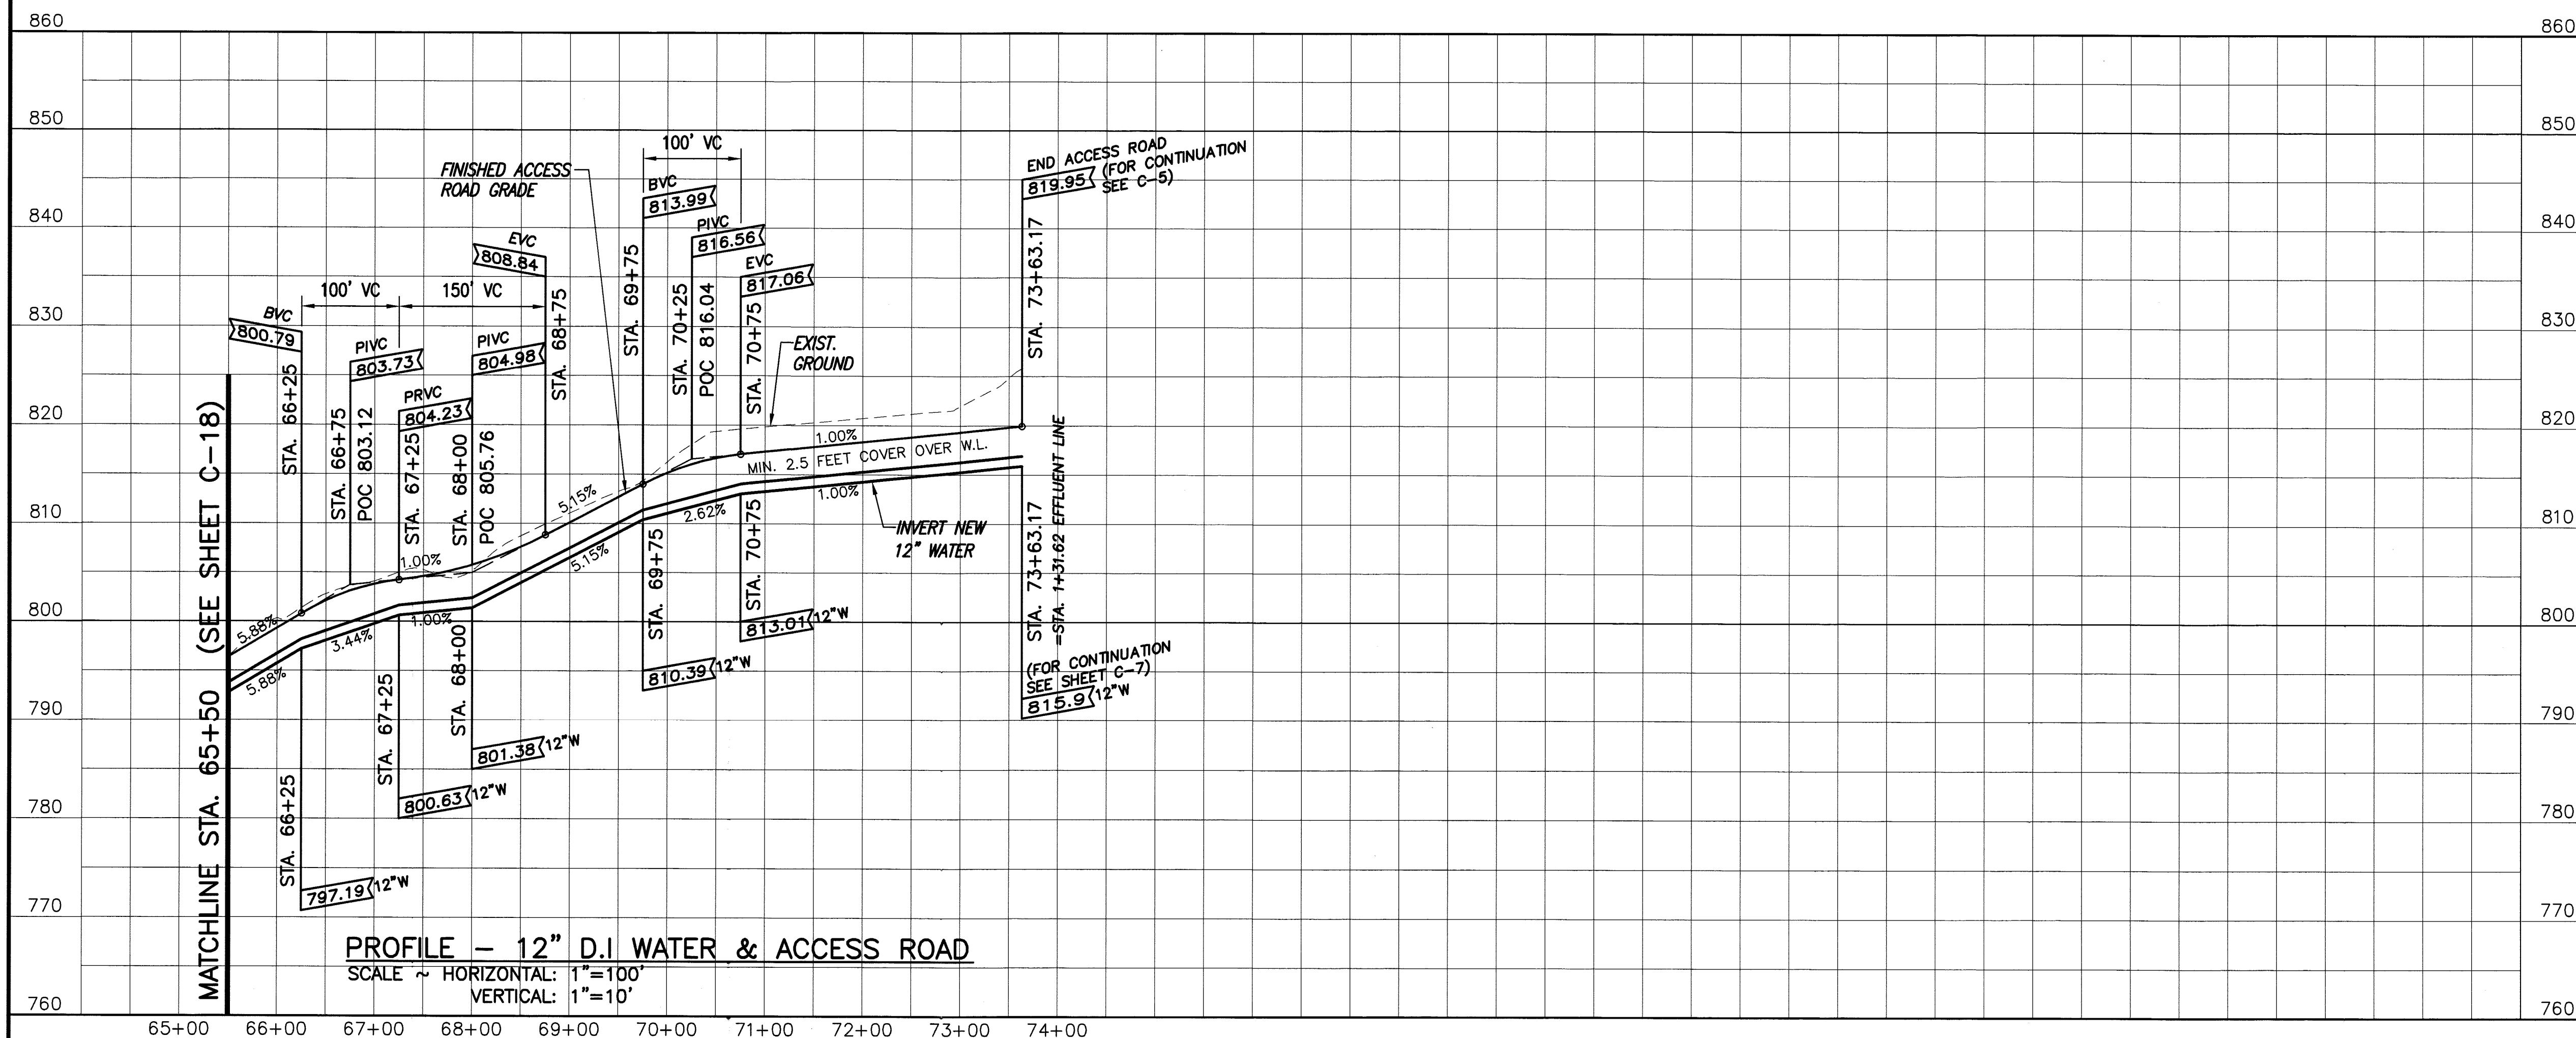 860
860
850
850
840
840
830
830
820
820
810
810
800
800
790
790
780
780
770
770
760
760
MATCHLINE STA. 65+50 (SEE SHEET C-18)
BVC
800.79
STA. 66+25
100' VC
PIVC
803.73
STA. 66+75
POC 803.12
PRVC
804.23
STA. 67+25
150' VC
PIVC
804.98
STA. 68+00
POC 805.76
EVC
808.84
STA. 68+75
FINISHED ACCESS
ROAD GRADE
100' VC
BVC
813.99
STA. 69+75
PIVC
816.56
STA. 70+25
POC 816.04
EVC
817.06
STA. 70+75
EXIST.
GROUND
END ACCESS ROAD
819.95 (FOR CONTINUATION
SEE C-5)
STA. 73+63.17
5.88%
1.00%
5.15%
1.00%
MIN. 2.5 FEET COVER OVER W.L.
5.88%
3.44%
1.00%
5.15%
2.62%
1.00%
INVERT NEW
12" WATER
STA. 66+25
797.19 12"W
STA. 67+25
800.63 12"W
STA. 68+00
801.38 12"W
STA. 69+75
810.39 12"W
STA. 70+75
813.01 12"W
STA. 73+63.17
=STA. 1+31.62 EFFLUENT LINE
(FOR CONTINUATION
SEE SHEET C-7)
815.9 12"W
PROFILE - 12" D.I WATER & ACCESS ROAD
SCALE ~ HORIZONTAL: 1"=100'
VERTICAL: 1"=10'
65+00 66+00 67+00 68+00 69+00 70+00 71+00 72+00 73+00 74+00